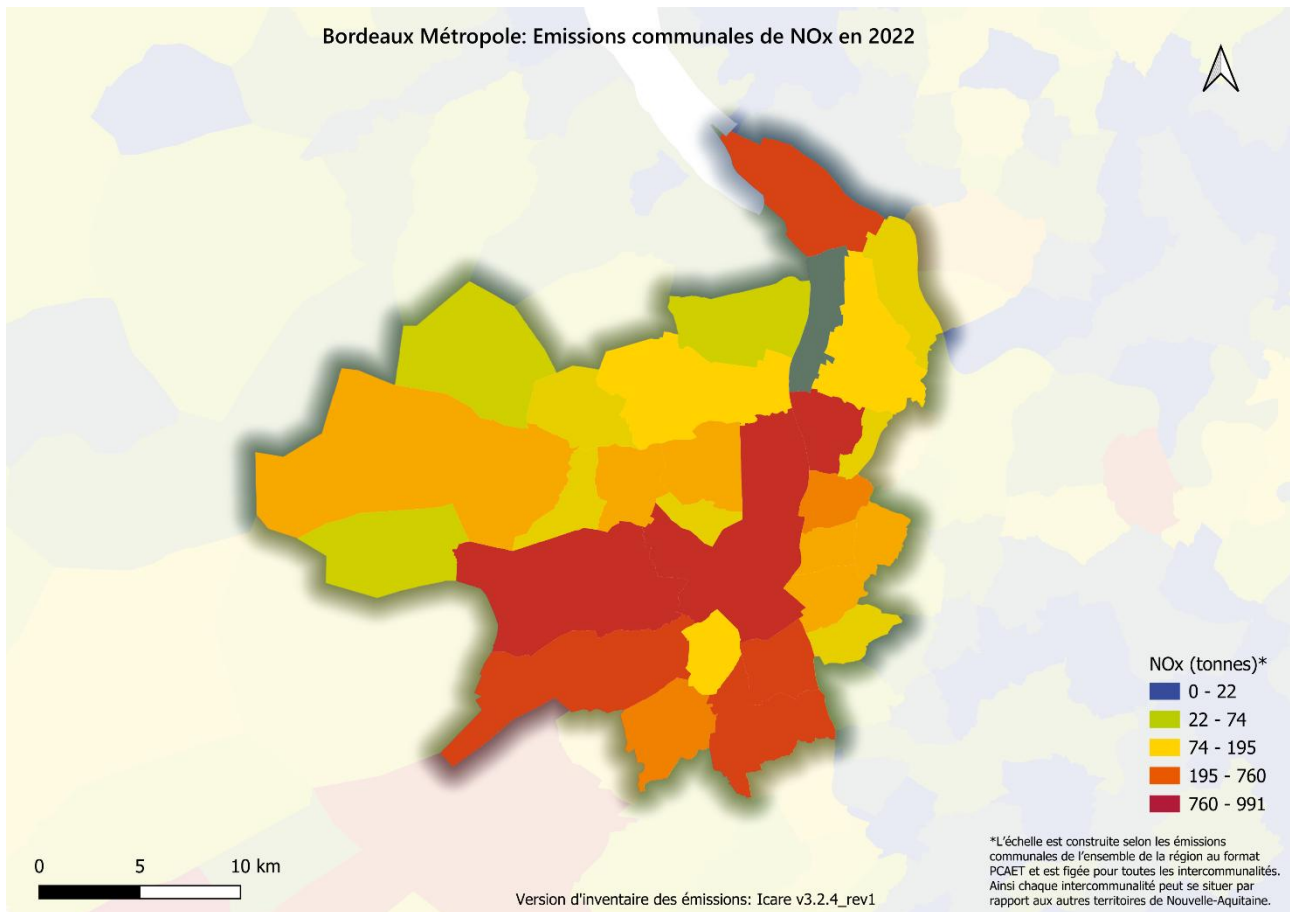 Bordeaux Métropole: Emissions communales de NOx en 2022
NOx (tonnes)*
0 - 22
22 - 74
74 - 195
195 - 760
760 - 991
*L'échelle est construite selon les émissions
communales de l'ensemble de la région au format
PCAET et est figée pour toutes les intercommunalités.
Ainsi chaque intercommunalité peut se situer par
rapport aux autres territoires de Nouvelle-Aquitaine.
0 5 10 km
Version d'inventaire des émissions: Icare v3.2.4_rev1